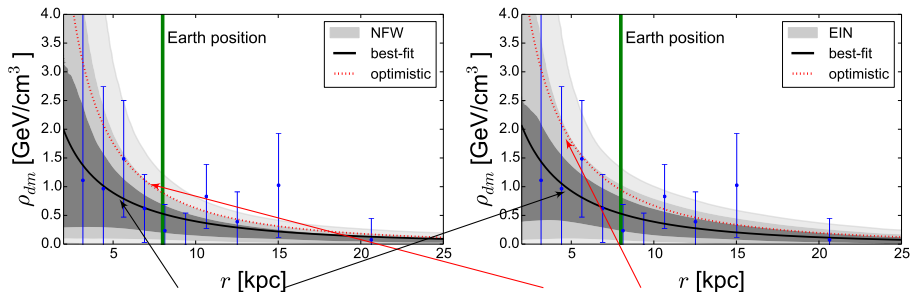 4.0
3.5
3.0
2.5
2.0
1.5
1.0
0.5
0.0
ρdm [GeV/cm³]
Earth position
NFW
best-fit
optimistic
5
10
15
20
25
r [kpc]
4.0
3.5
3.0
2.5
2.0
1.5
1.0
0.5
0.0
ρdm [GeV/cm³]
Earth position
EIN
best-fit
optimistic
5
10
15
20
25
r [kpc]